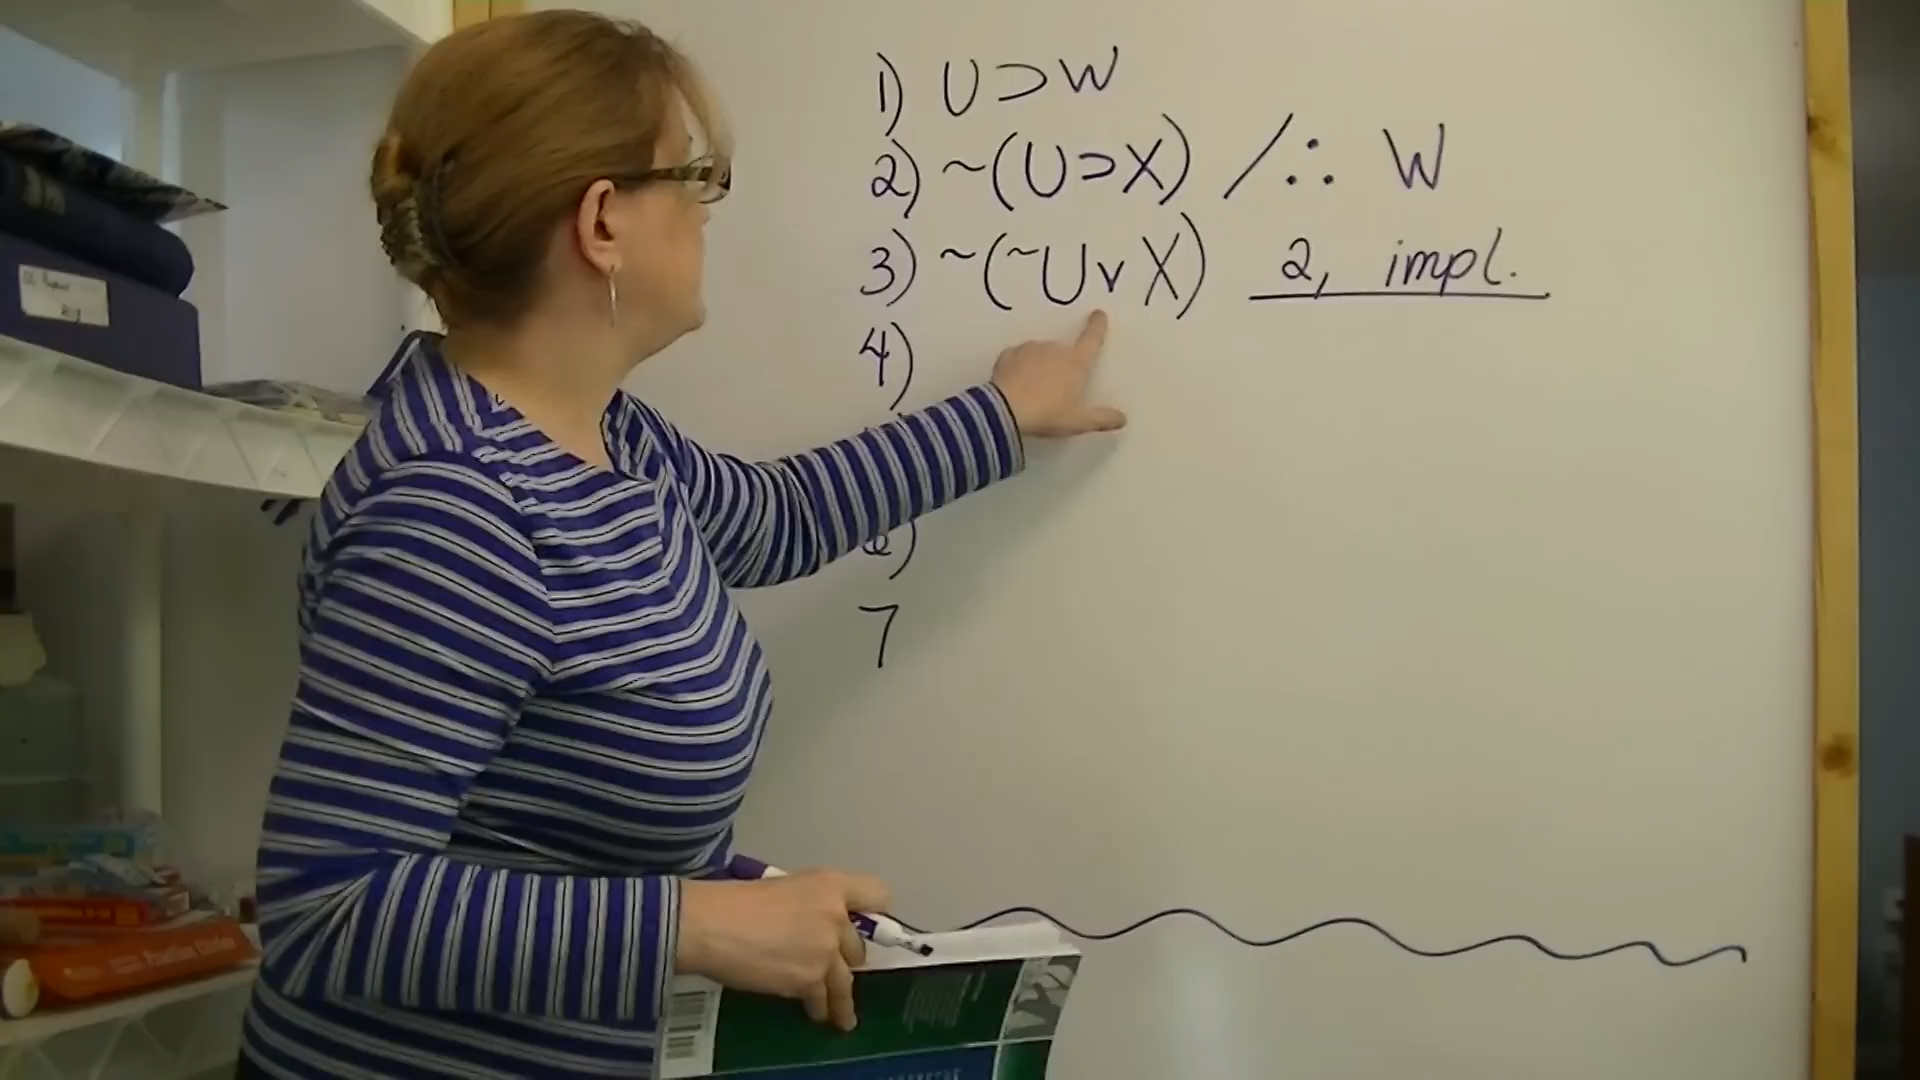 1) U ⊃ W
2) ~(U ⊃ X) / ∴ W
3) ~(~U v X) 2, impl.
4)
6)
7